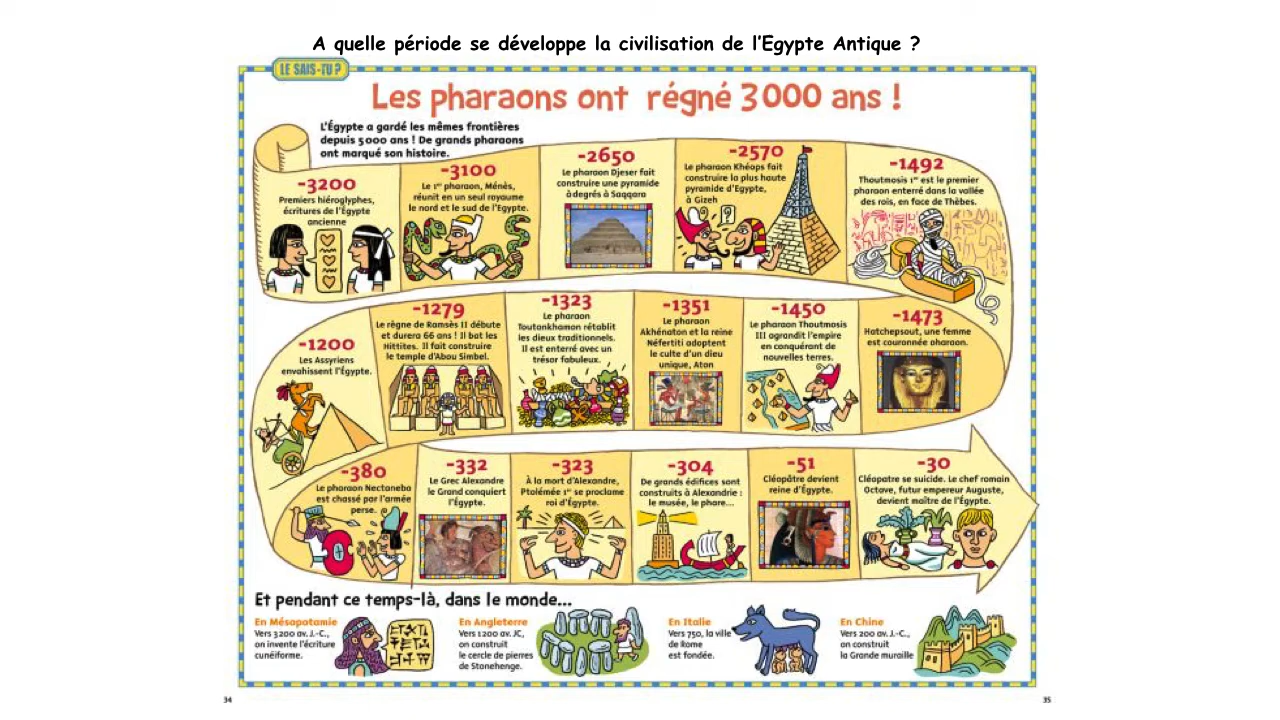 A quelle période se développe la civilisation de l'Egypte Antique ?
LE SAIS-TU ?
Les pharaons ont régné 3000 ans !
L'Égypte a gardé les mêmes frontières
depuis 5000 ans ! De grands pharaons
ont marqué son histoire.
-3200
Premiers hiéroglyphes,
écritures de l'Égypte
ancienne
-3100
Le 1er pharaon, Ménès,
réunit en un seul royaume
le nord et le sud de l'Egypte.
-2650
Le pharaon Djeser fait
construire une pyramide
à degrés à Saqqara
-2570
Le pharaon Khéops fait
construire la plus haute
pyramide d'Egypte,
à Gizeh
-1492
Thoutmosis 1er est le premier
pharaon enterré dans la vallée
des rois, en face de Thèbes.
-1473
Hatchepsout, une femme
est couronnée pharaon.
-1450
Le pharaon Thoutmosis
III agrandit l'empire
en conquérant de
nouvelles terres.
-1351
Le pharaon
Akhénaton et la reine
Néfertiti adoptent
le culte d'un dieu
unique, Aton
-1323
Le pharaon
Toutankhamon rétablit
les dieux traditionnels.
Il est enterré avec un
trésor fabuleux.
-1279
Le règne de Ramsès II débute
et durera 66 ans ! Il bat les
Hittites. Il fait construire
le temple d'Abou Simbel.
-1200
Les Assyriens
envahissent l'Égypte.
-380
Le pharaon Nectanebo
est chassé par l'armée
perse.
-332
Le Grec Alexandre
le Grand conquiert
l'Égypte.
-323
À la mort d'Alexandre,
Ptolémée 1er se proclame
roi d'Égypte.
-304
De grands édifices sont
construits à Alexandrie :
le musée, le phare...
-51
Cléopâtre devient
reine d'Égypte.
-30
Cléopatre se suicide. Le chef romain
Octave, futur empereur Auguste,
devient maître de l'Égypte.
Et pendant ce temps-là, dans le monde...
En Mésopotamie
Vers 3200 av. J.-C.,
on invente l'écriture
cunéiforme.
En Angleterre
Vers 1200 av. JC,
on construit
le cercle de pierres
de Stonehenge.
En Italie
Vers 750, la ville
de Rome
est fondée.
En Chine
Vers 200 av. J.-C.,
on construit
la Grande muraille
34
35